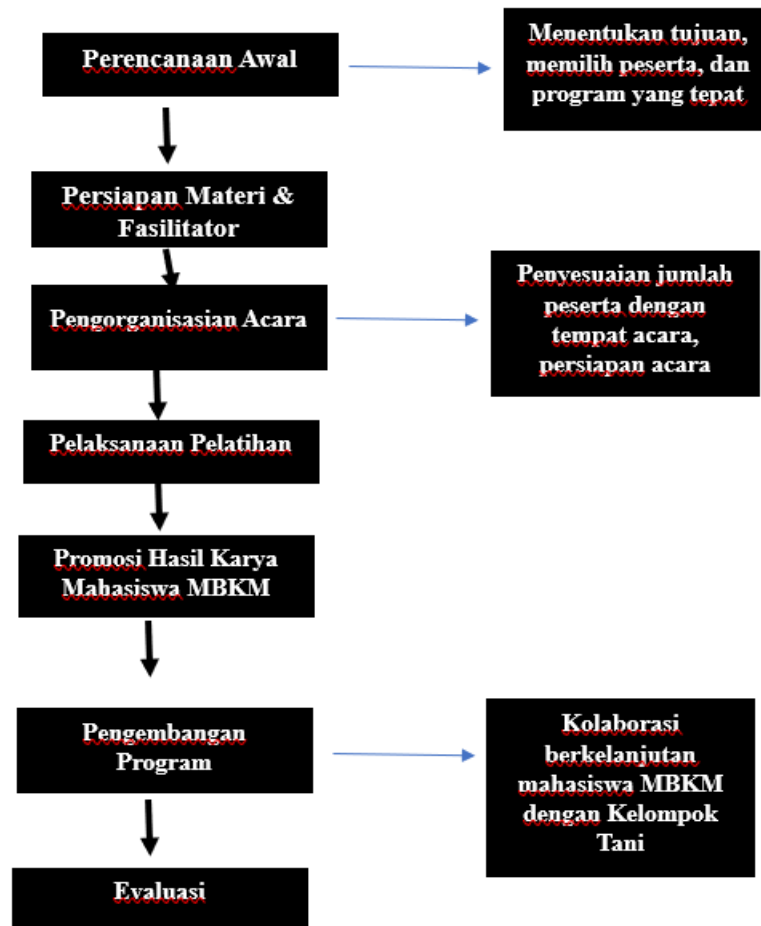 Perencanaan Awal
Menentukan tujuan,
memilih peserta, dan
program yang tepat
Persiapan Materi &
Fasilitator
Pengorganisasian Acara
Penyesuaian jumlah
peserta dengan
tempat acara,
persiapan acara
Pelaksanaan Pelatihan
Promosi Hasil Karya
Mahasiswa MBKM
Pengembangan
Program
Kolaborasi
berkelanjutan
mahasiswa MBKM
dengan Kelompok
Tani
Evaluasi